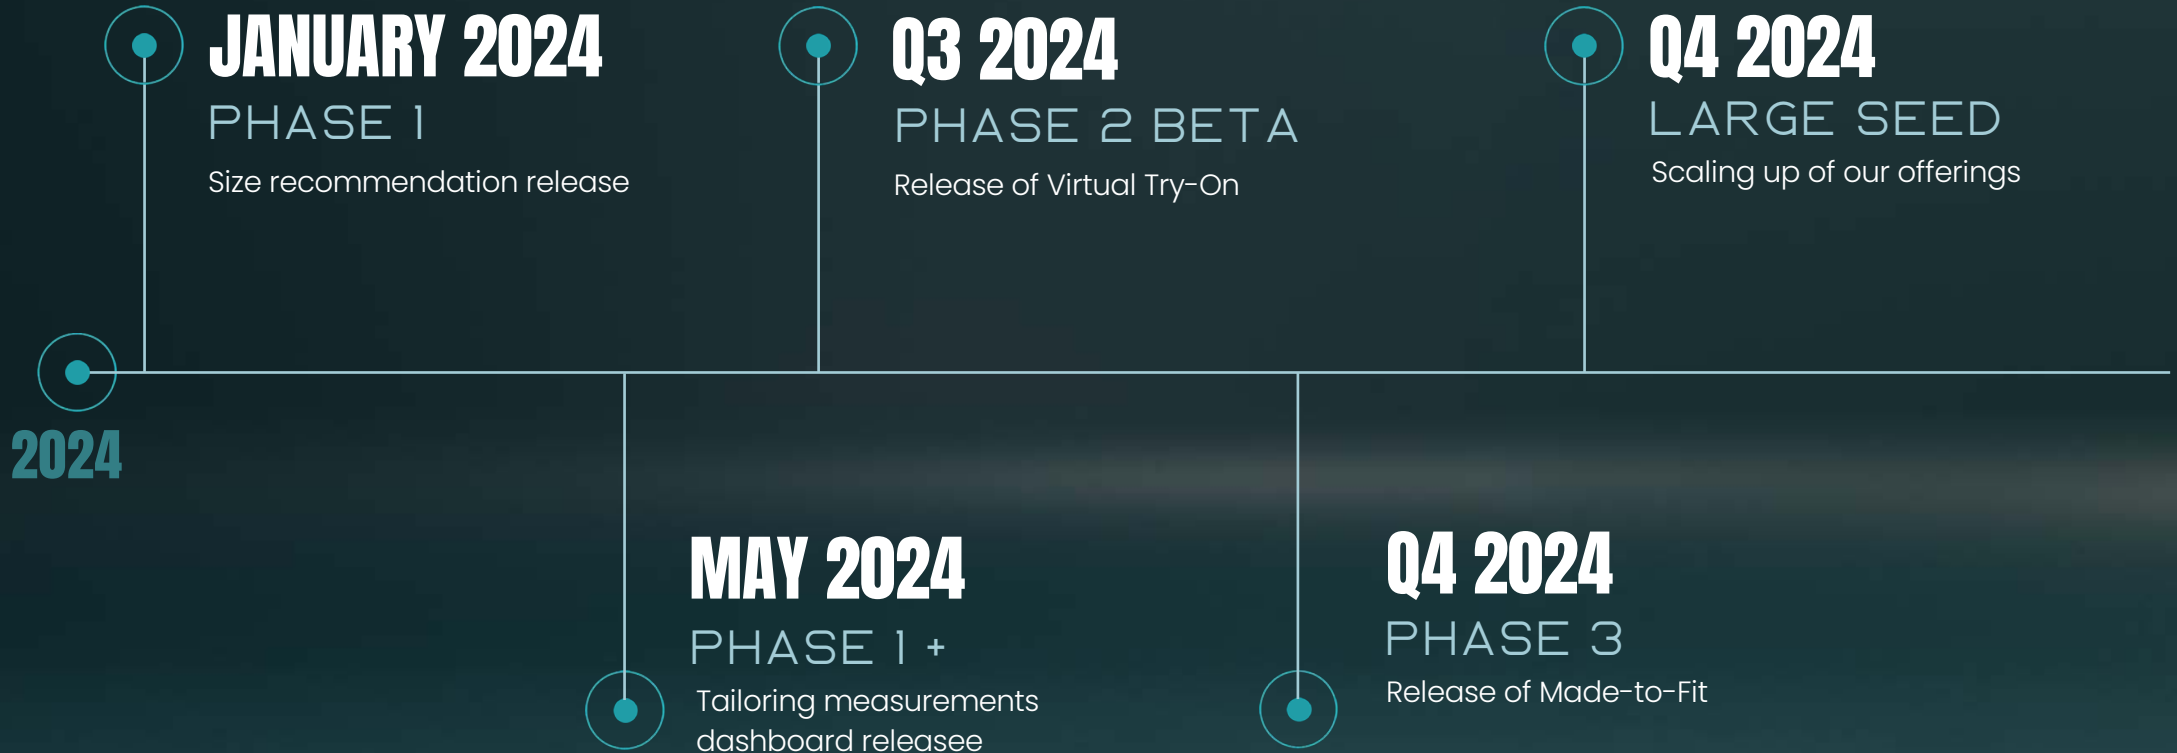 JANUARY 2024
PHASE 1
Size recommendation release
Q3 2024
PHASE 2 BETA
Release of Virtual Try-On
Q4 2024
LARGE SEED
Scaling up of our offerings
2024
MAY 2024
PHASE 1 +
Tailoring measurements
dashboard releasee
Q4 2024
PHASE 3
Release of Made-to-Fit